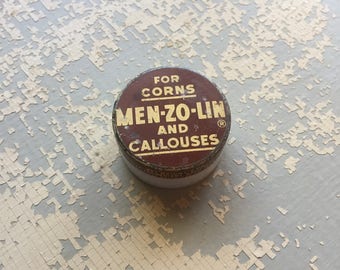 FOR
CORNS
MEN-ZO-LIN®
AND
CALLOUSES